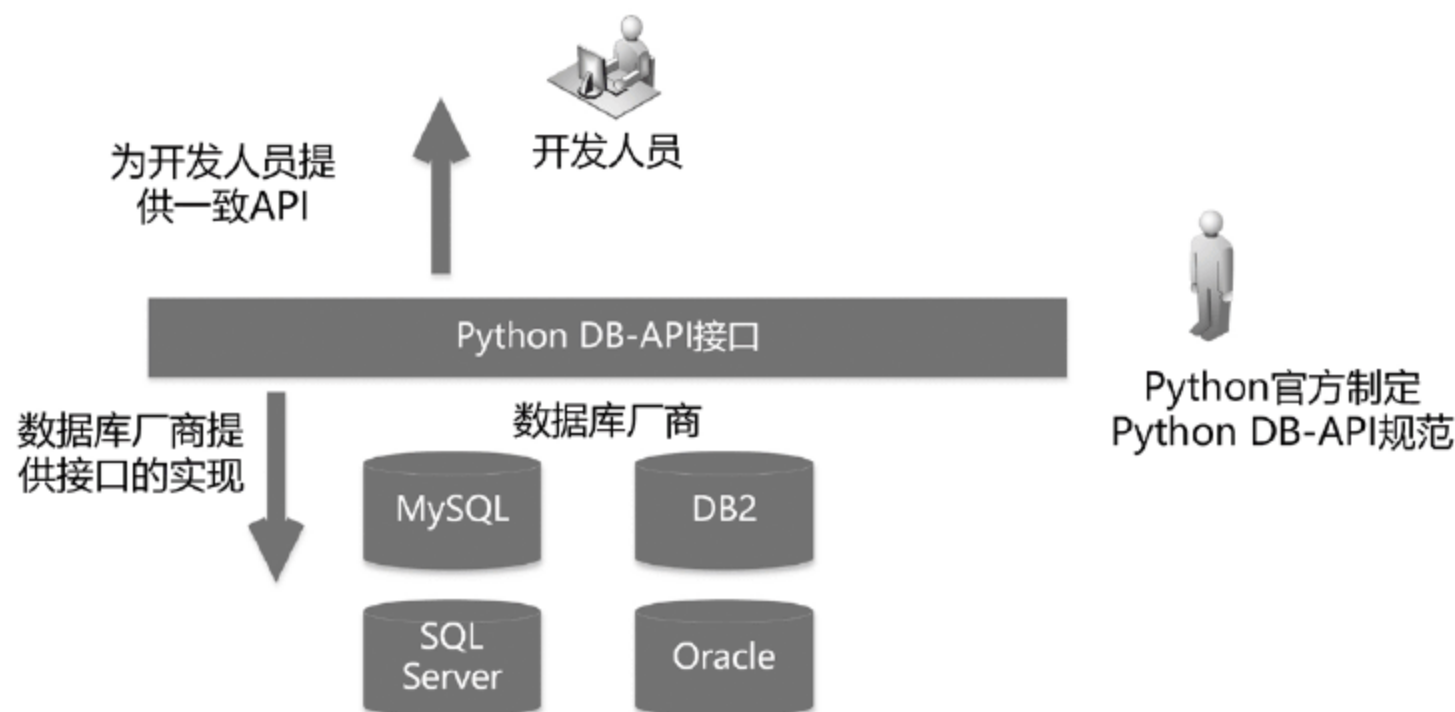 开发人员
为开发人员提
供一致API
Python DB-API接口
Python官方制定
Python DB-API规范
数据库厂商提
供接口的实现
数据库厂商
MySQL
DB2
SQL
Server
Oracle